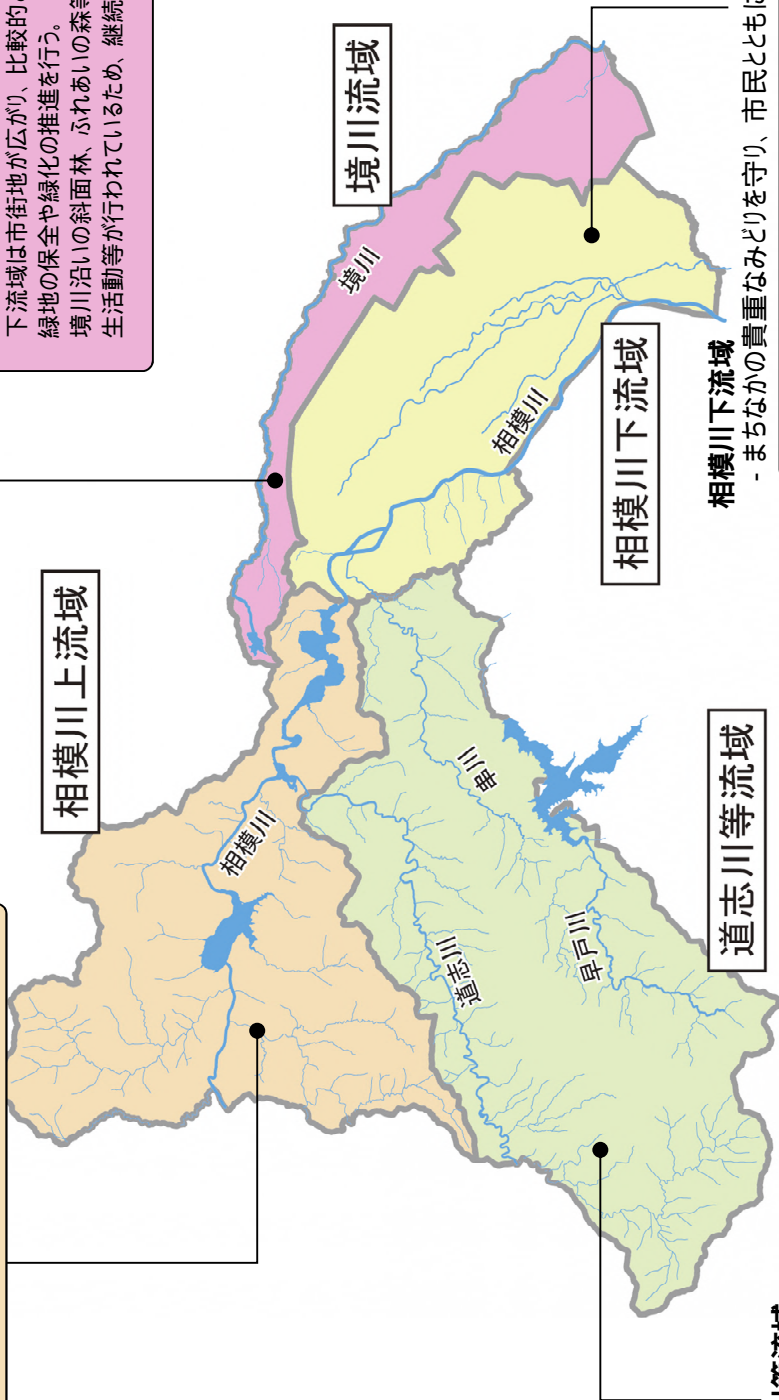 下流域は市街地が広がり、比較的
緑地の保全や緑化の推進を行う。
境川沿いの斜面林、ふれあいの森等
生活動等が行われているため、継続
境川流域
境川
相模川上流域
相模川
相模川
相模川下流域
相模川下流域
- まちなかの貴重なみどりを守り、市民とともに
串川
道志川
早戸川
道志川等流域
等流域